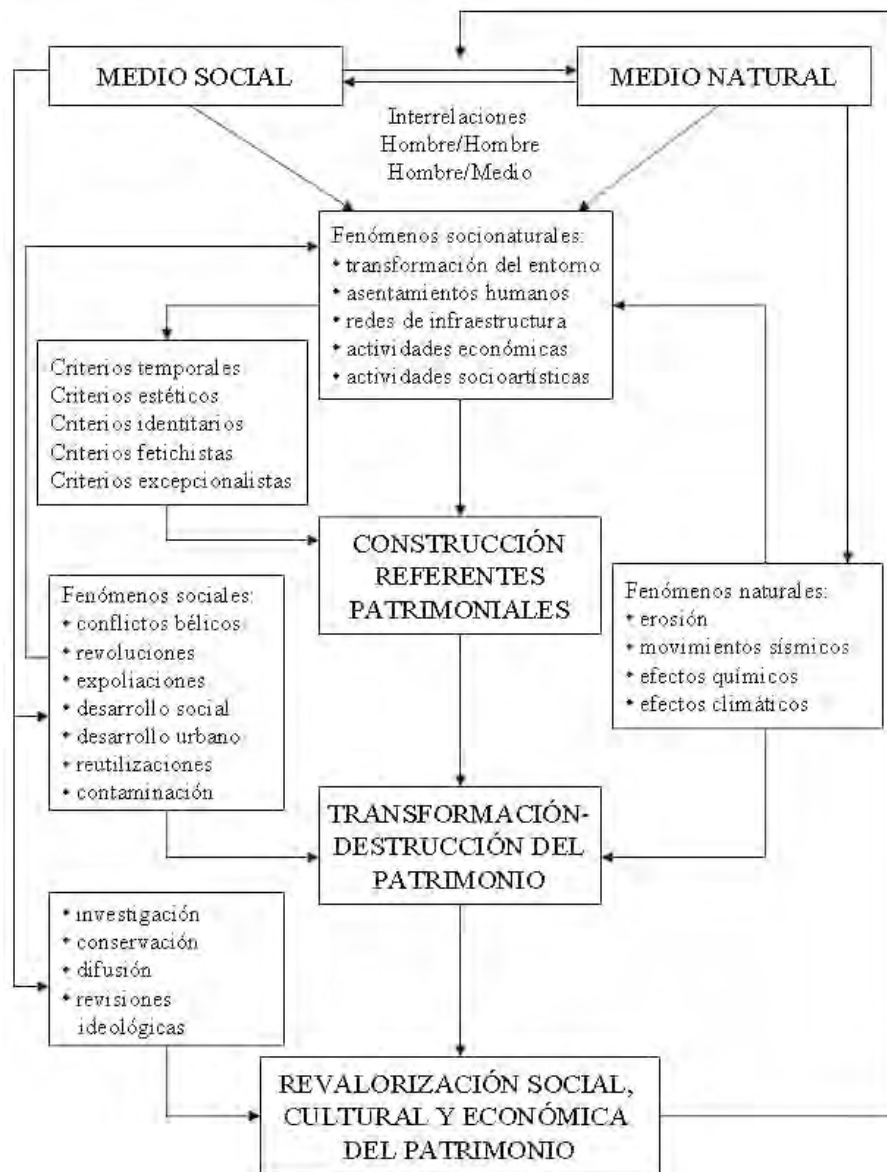 MEDIO SOCIAL
MEDIO NATURAL
Interrelaciones
Hombre/Hombre
Hombre/Medio
Fenómenos socionaturales:
* transformación del entorno
* asentamientos humanos
* redes de infraestructura
* actividades económicas
* actividades socioartísticas
Criterios temporales
Criterios estéticos
Criterios identitarios
Criterios fetichistas
Criterios excepcionalistas
CONSTRUCCIÓN
REFERENTES
PATRIMONIALES
Fenómenos sociales:
* conflictos bélicos
* revoluciones
* expoliaciones
* desarrollo social
* desarrollo urbano
* reutilizaciones
* contaminación
Fenómenos naturales:
* erosión
* movimientos sísmicos
* efectos químicos
* efectos climáticos
TRANSFORMACIÓN-
DESTRUCCIÓN DEL
PATRIMONIO
* investigación
* conservación
* difusión
* revisiones
ideológicas
REVALORIZACIÓN SOCIAL,
CULTURAL Y ECONÓMICA
DEL PATRIMONIO